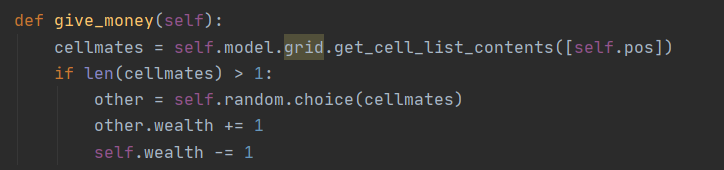 def give_money(self):
    cellmates = self.model.grid.get_cell_list_contents([self.pos])
    if len(cellmates) > 1:
        other = self.random.choice(cellmates)
        other.wealth += 1
        self.wealth -= 1